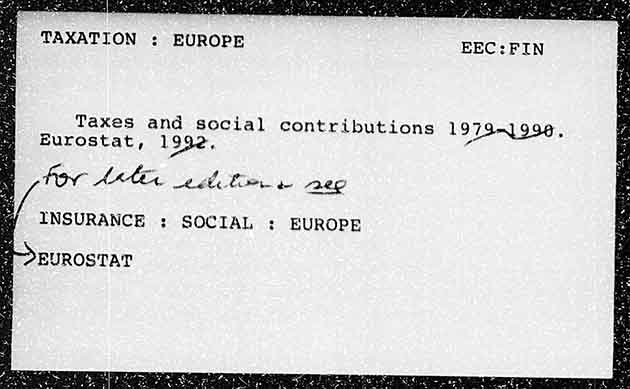 TAXATION : EUROPE
EEC:FIN
Taxes and social contributions 1979-1990.
Eurostat, 1992.
For later editions see
INSURANCE : SOCIAL : EUROPE
EUROSTAT